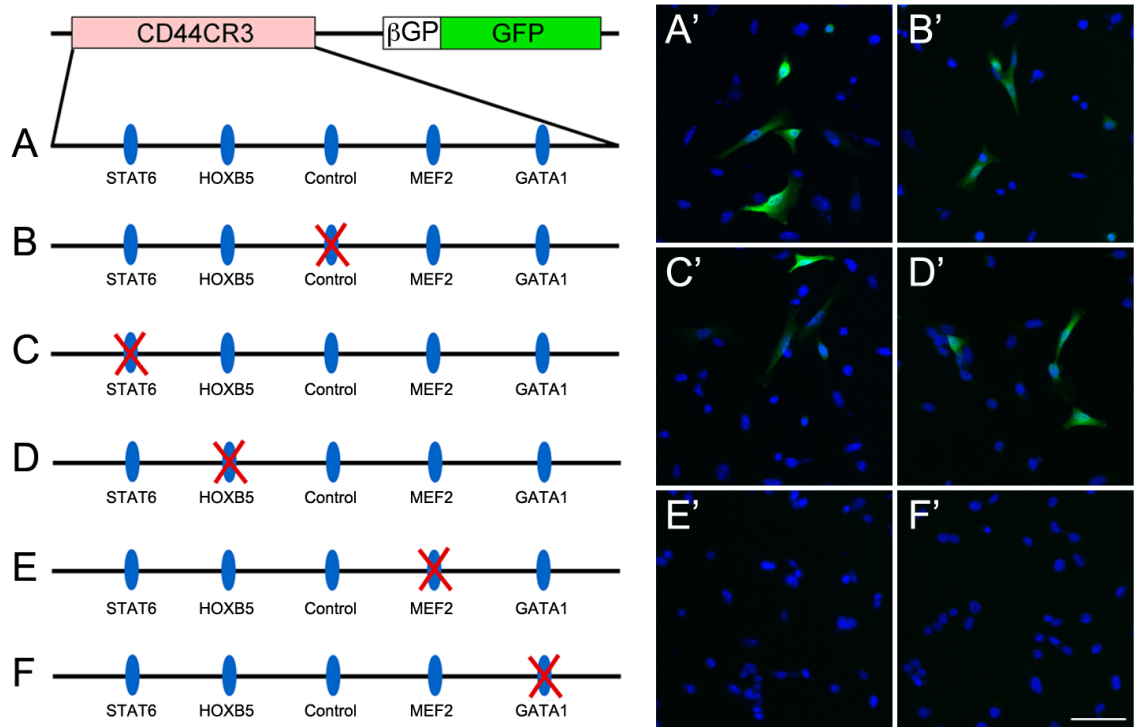 CD44CR3 βGP GFP
A
STAT6 HOXB5 Control MEF2 GATA1
B
STAT6 HOXB5 Control MEF2 GATA1
C
STAT6 HOXB5 Control MEF2 GATA1
D
STAT6 HOXB5 Control MEF2 GATA1
E
STAT6 HOXB5 Control MEF2 GATA1
F
STAT6 HOXB5 Control MEF2 GATA1
A’ B’
C’ D’
E’ F’